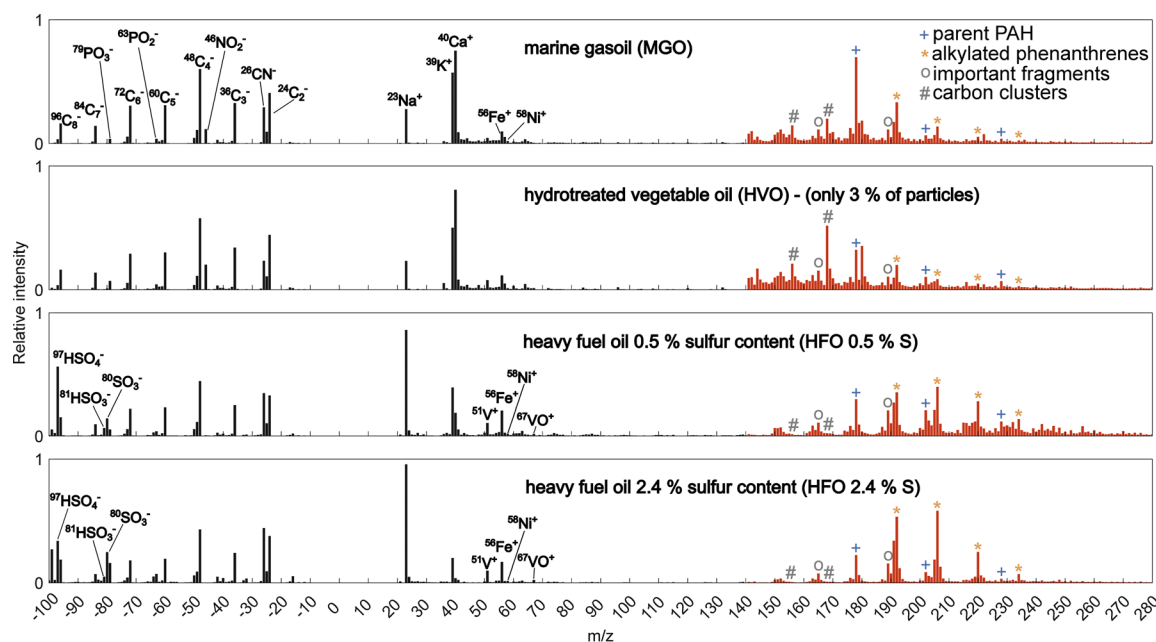 1
0
marine gasoil (MGO)
⁹⁶C₈⁻
⁸⁴C₇⁻
⁷⁹PO₃⁻
⁷²C₆⁻
⁶³PO₂⁻
⁶⁰C₅⁻
⁴⁸C₄⁻
⁴⁶NO₂⁻
³⁶C₃⁻
²⁶CN⁻
²⁴C₂⁻
²³Na⁺
³⁹K⁺
⁴⁰Ca⁺
⁵⁶Fe⁺
⁵⁸Ni⁺
+ parent PAH
* alkylated phenanthrenes
o important fragments
# carbon clusters
# o # + o * + * * + *
1
0
hydrotreated vegetable oil (HVO) - (only 3 % of particles)
# o # + o * + * * + *
Relative intensity
1
0
heavy fuel oil 0.5 % sulfur content (HFO 0.5 % S)
⁹⁷HSO₄⁻
⁸¹HSO₃⁻
⁸⁰SO₃⁻
⁵¹V⁺
⁵⁶Fe⁺
⁵⁸Ni⁺
⁶⁷VO⁺
# o # + o * + * * + *
1
0
heavy fuel oil 2.4 % sulfur content (HFO 2.4 % S)
⁹⁷HSO₄⁻
⁸¹HSO₃⁻
⁸⁰SO₃⁻
⁵¹V⁺
⁵⁶Fe⁺
⁵⁸Ni⁺
⁶⁷VO⁺
# o # + o * + * * + *
-100 -90 -80 -70 -60 -50 -40 -30 -20 -10 0 10 20 30 40 50 60 70 80 90 100 110 120 130 140 150 160 170 180 190 200 210 220 230 240 250 260 270 280
m/z